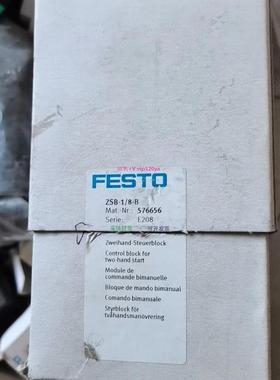 FESTO
ZSB-1/8-B
Mat. Nr. 576656
Serie: E208
Zweihand-Steuerblock
Control block for
two-hand start
Module de
commande bimanuelle
Bloque de mando bimanual
Comando bimanuale
Styrblock för
tvåhandsmanövrering